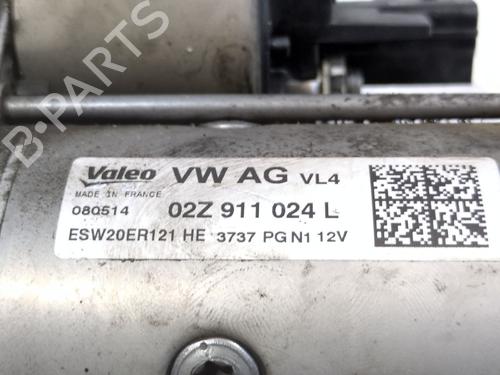 B-PARTS
Valeo VW AG VL4
MADE IN FRANCE
080514 02Z 911 024 L
ESW20ER121 HE 3737 PG N1 12V